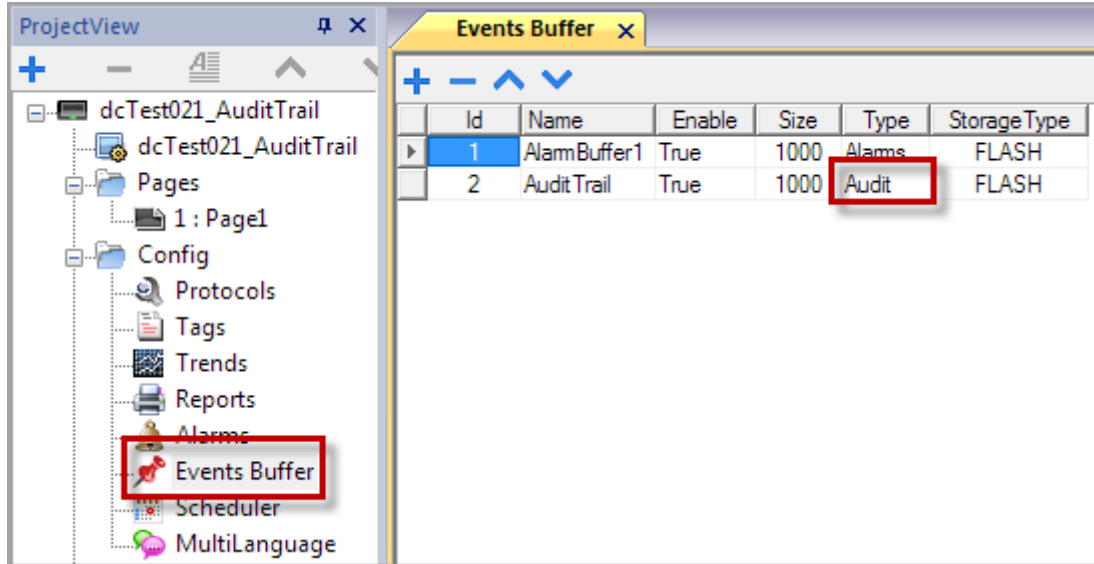 ProjectView
dcTest021_AuditTrail
dcTest021_AuditTrail
Pages
1 : Page1
Config
Protocols
Tags
Trends
Reports
Alarms
Events Buffer
Scheduler
MultiLanguage
Events Buffer
Id Name Enable Size Type StorageType
1 AlarmBuffer1 True 1000 Alarms FLASH
2 AuditTrail True 1000 Audit FLASH